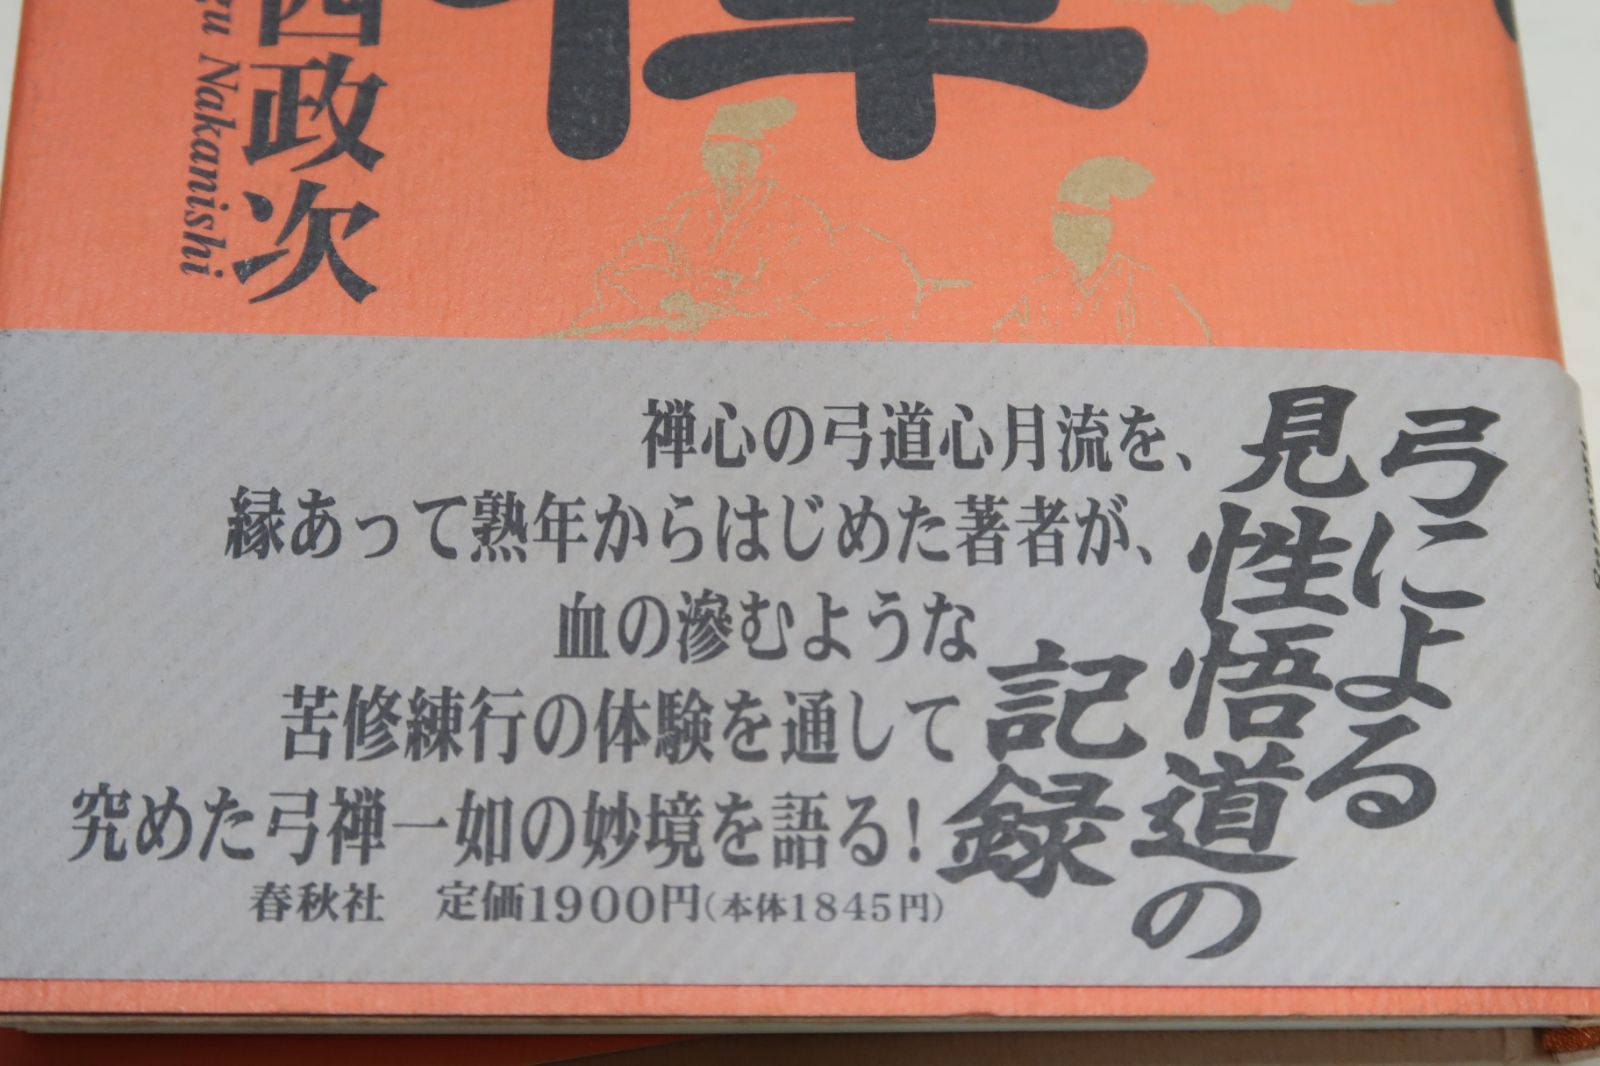 禅
西政次
Nakanishi
弓による
見性悟道の
記録
禅心の弓道心月流を、
縁あって熟年からはじめた著者が、
血の滲むような
苦修練行の体験を通して
究めた弓禅一如の妙境を語る!
春秋社 定価1900円(本体1845円)